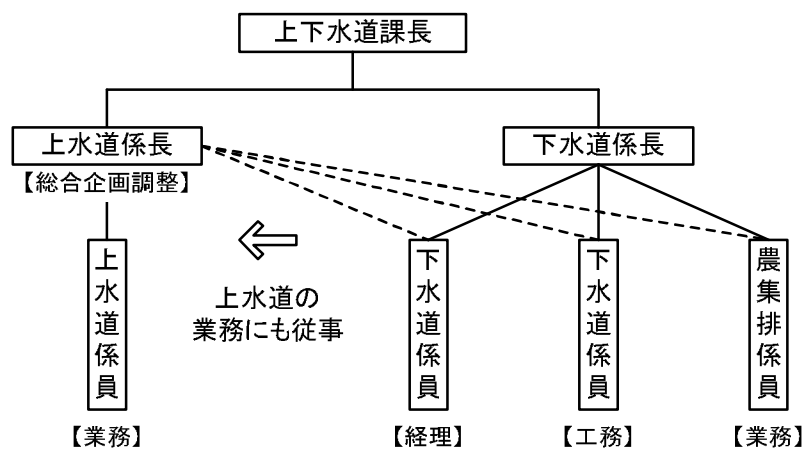 上下水道課長
上水道係長
下水道係長
【総合企画調整】
上水道係員
下水道係員
下水道係員
農集排係員
上水道の
業務にも従事
【業務】
【経理】
【工務】
【業務】